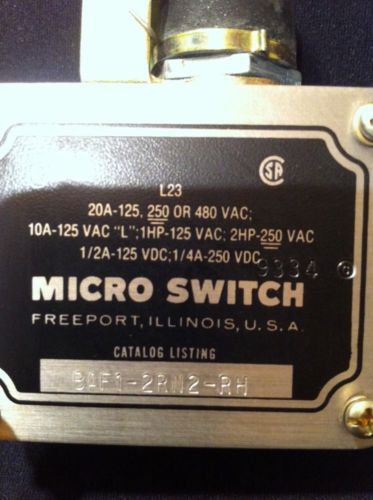 SA
L23
20A-125, 250 OR 480 VAC;
10A-125 VAC "L"; 1HP-125 VAC; 2HP-250 VAC
1/2A-125 VDC; 1/4A-250 VDC
9334 G
MICRO SWITCH
FREEPORT, ILLINOIS, U.S.A.
CATALOG LISTING
BAF1-2RN2-RH